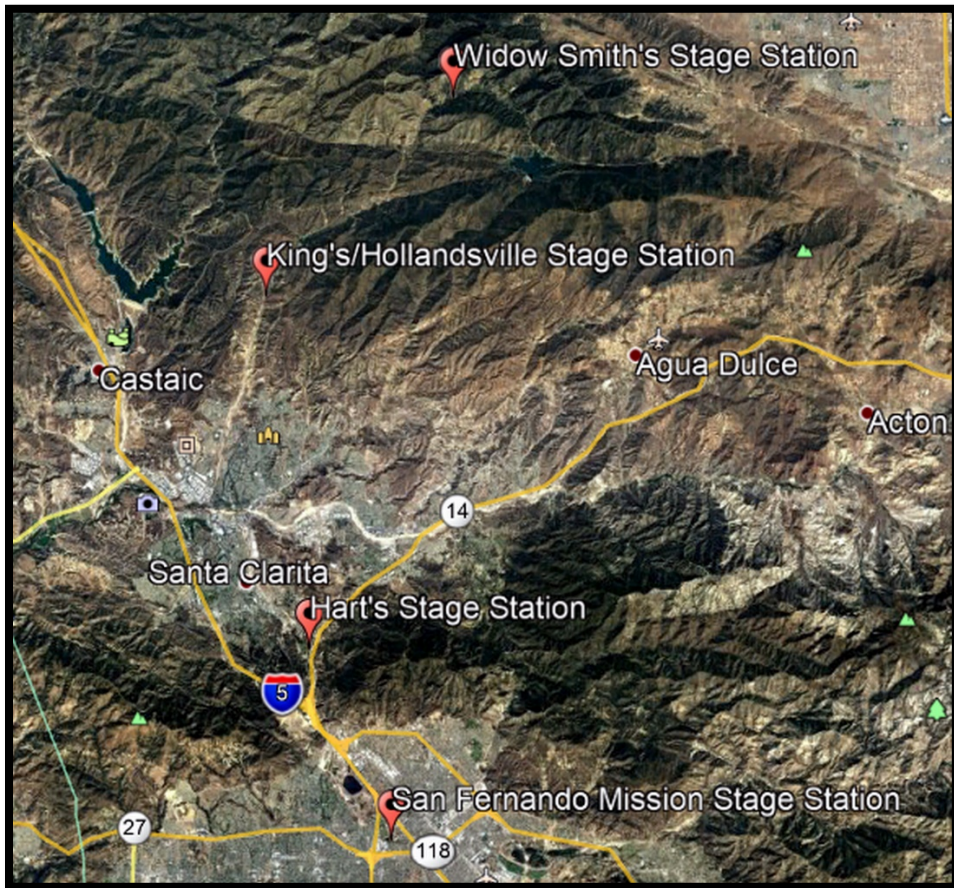 Widow Smith's Stage Station
King's/Hollandsville Stage Station
Agua Dulce
Castaic
Acton
14
Santa Clarita
Hart's Stage Station
5
San Fernando Mission Stage Station
27
118